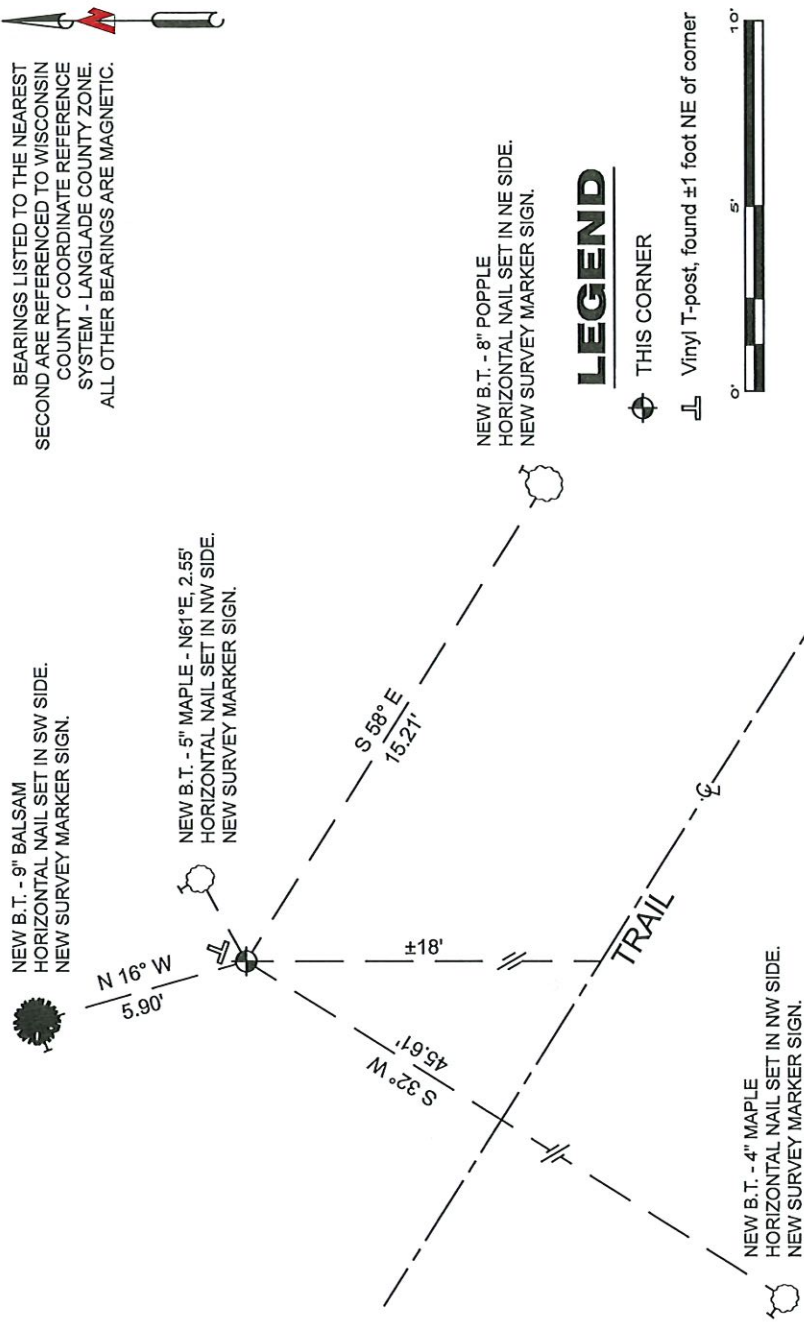 BEARINGS LISTED TO THE NEAREST
SECOND ARE REFERENCED TO WISCONSIN
COUNTY COORDINATE REFERENCE
SYSTEM - LANGLADE COUNTY ZONE.
ALL OTHER BEARINGS ARE MAGNETIC.
N
NEW B.T. - 9" BALSAM
HORIZONTAL NAIL SET IN SW SIDE.
NEW SURVEY MARKER SIGN.
N 16° W
5.90'
NEW B.T. - 5" MAPLE - N61°E, 2.55'
HORIZONTAL NAIL SET IN NW SIDE.
NEW SURVEY MARKER SIGN.
S 58° E
15.21'
NEW B.T. - 8" POPPLE
HORIZONTAL NAIL SET IN NE SIDE.
NEW SURVEY MARKER SIGN.
±18'
45.61'
S 32° W
TRAIL
CL
NEW B.T. - 4" MAPLE
HORIZONTAL NAIL SET IN NW SIDE.
NEW SURVEY MARKER SIGN.
LEGEND
THIS CORNER
Vinyl T-post, found ±1 foot NE of corner
0' 5' 10'